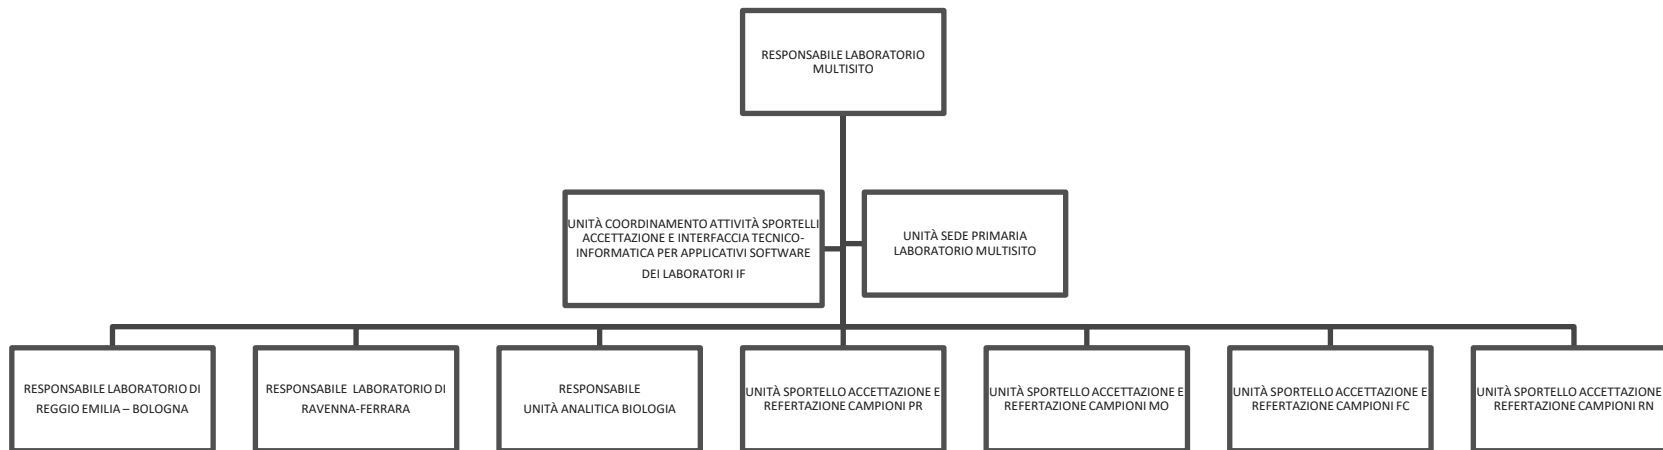 RESPONSABILE LABORATORIO
MULTISITO
UNITÀ COORDINAMENTO ATTIVITÀ SPORTELLI
ACCETTAZIONE E INTERFACCIA TECNICO-
INFORMATICA PER APPLICATIVI SOFTWARE
DEI LABORATORI IF
UNITÀ SEDE PRIMARIA
LABORATORIO MULTISITO
RESPONSABILE LABORATORIO DI
REGGIO EMILIA – BOLOGNA
RESPONSABILE LABORATORIO DI
RAVENNA-FERRARA
RESPONSABILE
UNITÀ ANALITICA BIOLOGIA
UNITÀ SPORTELLO ACCETTAZIONE E
REFERTAZIONE CAMPIONI PR
UNITÀ SPORTELLO ACCETTAZIONE E
REFERTAZIONE CAMPIONI MO
UNITÀ SPORTELLO ACCETTAZIONE E
REFERTAZIONE CAMPIONI FC
UNITÀ SPORTELLO ACCETTAZIONE E
REFERTAZIONE CAMPIONI RN